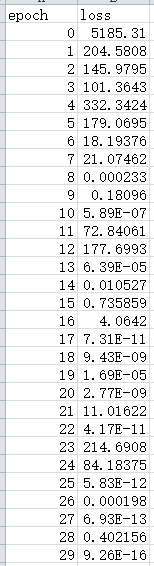 epoch loss
0 5185.31
1 204.5808
2 145.9795
3 101.3643
4 332.3424
5 179.0695
6 18.19376
7 21.07462
8 0.000233
9 0.18096
10 5.89E-07
11 72.84061
12 177.6993
13 6.39E-05
14 0.010527
15 0.735859
16 4.0642
17 7.31E-11
18 9.43E-09
19 1.69E-05
20 2.77E-09
21 11.01622
22 4.17E-11
23 214.6908
24 84.18375
25 5.83E-12
26 0.000198
27 6.93E-13
28 0.402156
29 9.26E-16